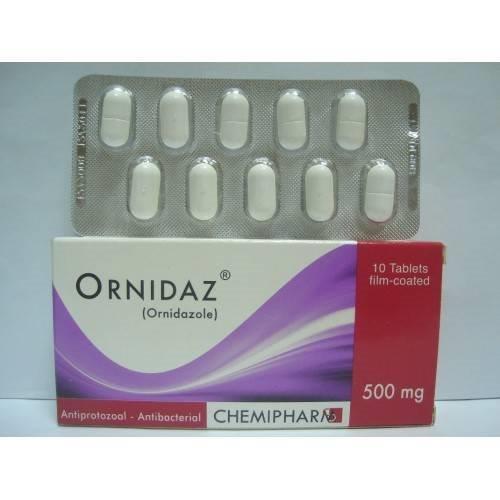 ORNIDAZ®
(Ornidazole)
10 Tablets
film-coated
500 mg
Antiprotozoal - Antibacterial
CHEMIPHARM